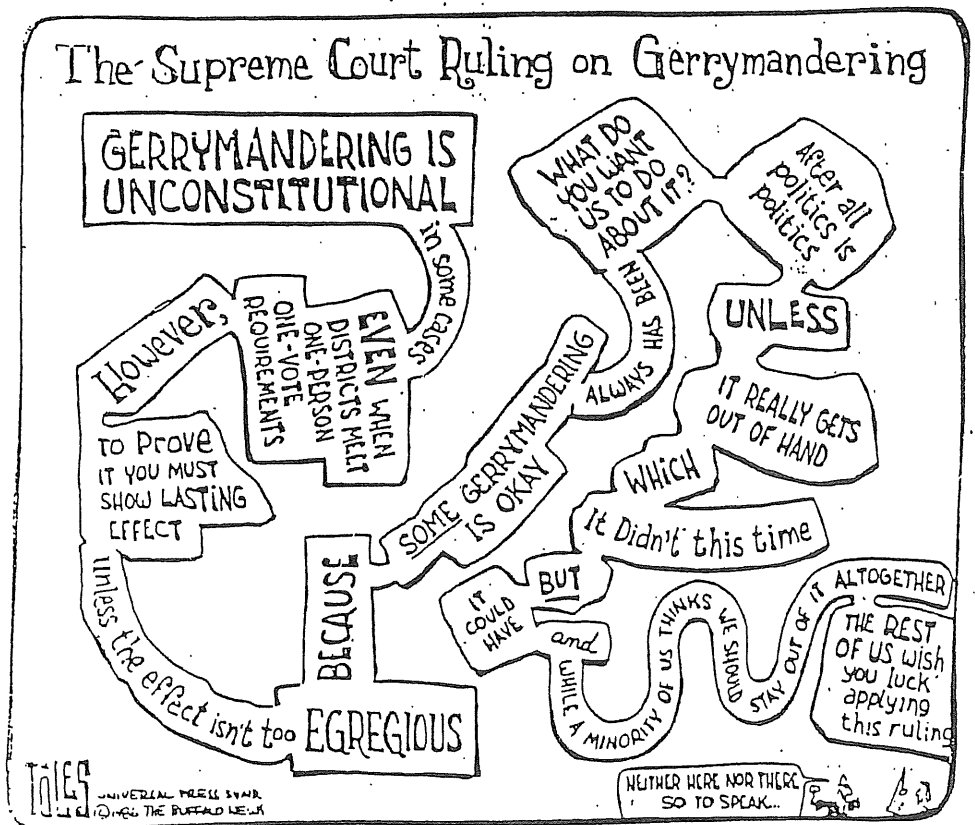 The Supreme Court Ruling on Gerrymandering
GERRYMANDERING IS
UNCONSTITUTIONAL
in some cases
EVEN WHEN
DISTRICTS MEET
ONE-PERSON
ONE-VOTE
REQUIREMENTS
However,
TO PROVE
IT YOU MUST
SHOW LASTING
EFFECT
unless the effect isn't too
EGREGIOUS
BECAUSE
SOME GERRYMANDERING
IS OKAY
ALWAYS HAS BEEN
WHAT DO
YOU WANT
US TO DO
ABOUT IT?
After all
politics is
politics
UNLESS
IT REALLY GETS
OUT OF HAND
WHICH
It Didn't this time
BUT
IT
COULD
HAVE
and
WHILE A MINORITY OF US THINKS WE SHOULD STAY OUT OF IT ALTOGETHER
THE REST
OF US wish
you luck
applying
this ruling
TOLES
UNIVERSAL PRESS SYND.
THE BUFFALO NEWS
NEITHER HERE NOR THERE
SO TO SPEAK...